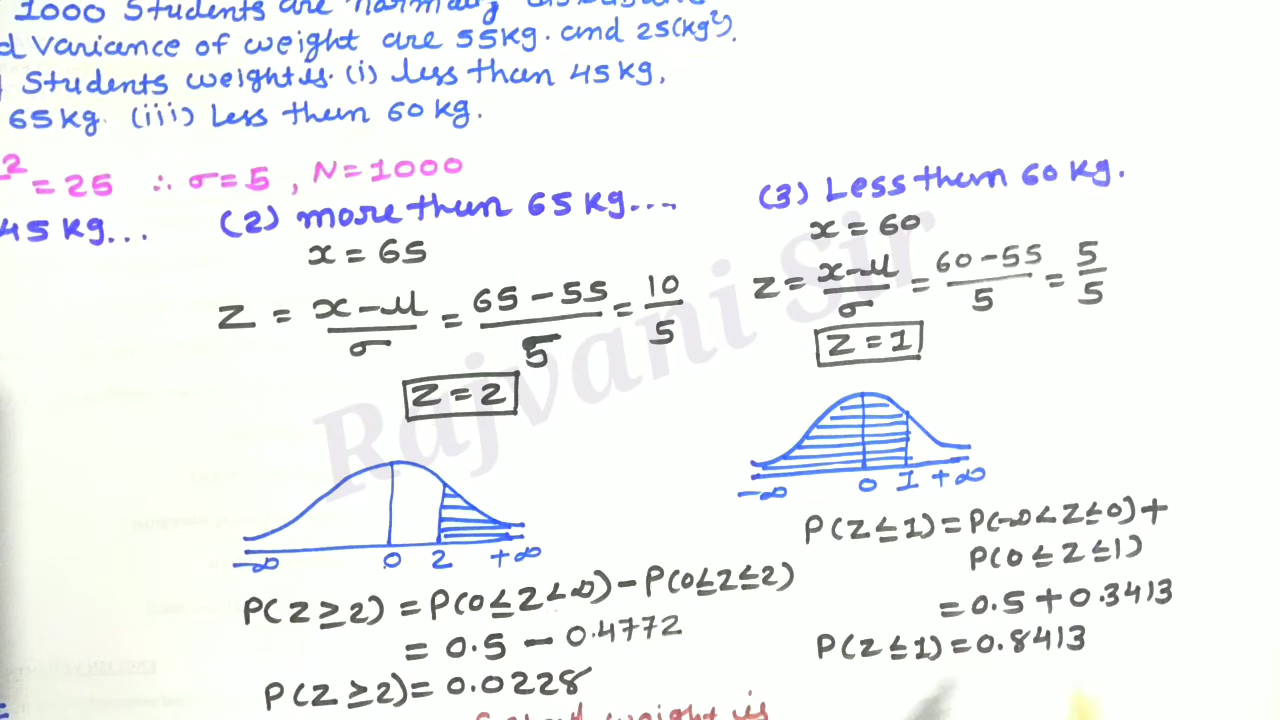 1000 Students are normally
d Variance of weight are 55kg. and 25(kg²).
Students weight is. (i) less than 45kg,
65kg. (iii) Less then 60 kg.
² = 25 ∴ σ=5 , N=1000
45 kg...
(2) more then 65 kg....
x = 65
Z = x-μ/σ = 65-55/5 = 10/5
Z = 2
-∞ 0 2 +∞
P(Z ≥ 2) = P(0≤Z<∞) - P(0≤Z≤2)
= 0.5 - 0.4772
P(Z ≥ 2) = 0.0228
(3) Less then 60 kg.
x = 60
Z = x-μ/σ = 60-55/5 = 5/5
Z = 1
-∞ 0 1 +∞
P(Z ≤ 1) = P(-∞<Z≤0) +
P(0 ≤ Z ≤ 1)
= 0.5 + 0.3413
P(Z ≤ 1) = 0.8413
weight is
Rajvani Sir